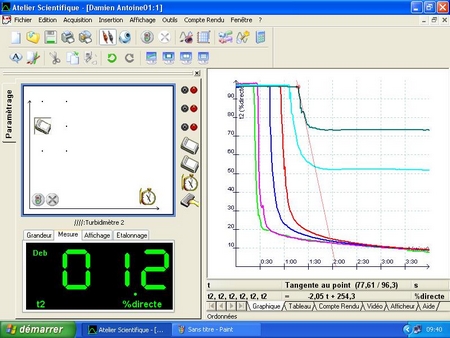 Atelier Scientifique - [Damien Antoine01:1]
Fichier Edition Acquisition Insertion Affichage Outils Compte Rendu Fenêtre ?
Paramétrage
////:Turbidimètre 2
Grandeur Mesure Affichage Etalonnage
Deb
01.2
t2 %directe
t2 (%directe
90
80
70
60
50
40
30
20
10
0:30 1:00 1:30 2:00 2:30 3:00 3:30
t Tangente au point (77,61 / 96,3) s
t2, t2, t2, t2, t2, t2 = -2,05 t + 254,3 %directe
Graphique Tableau Compte Rendu Vidéo Afficheur Aide
Ordonnées
démarrer Atelier Scientifique - [... Sans titre - Paint 09:40